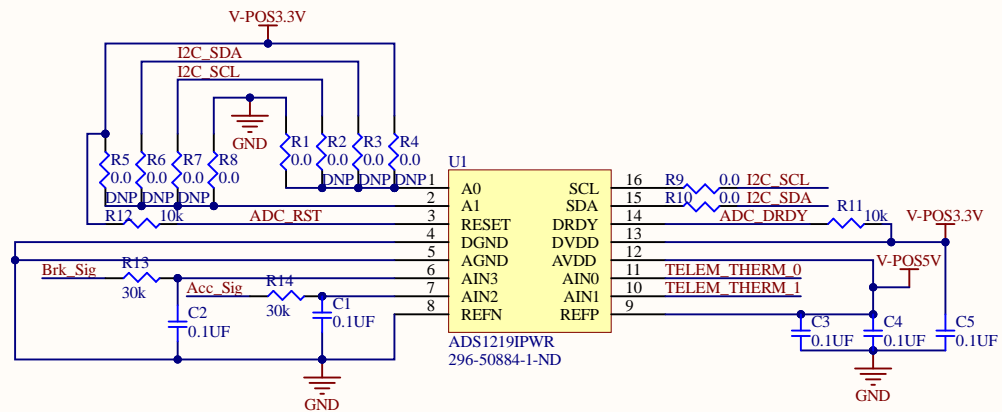 V-POS3.3V
I2C_SDA
I2C_SCL
GND
R5
0.0
DNP
R6
0.0
DNP
R7
0.0
DNP
R8
0.0
R1
0.0
R2
0.0
DNP
R3
0.0
DNP
R4
0.0
DNP
R12
10k
ADC_RST
Brk_Sig
R13
30k
Acc_Sig
R14
30k
C2
0.1UF
C1
0.1UF
GND
U1
1
A0
2
A1
3
RESET
4
DGND
5
AGND
6
AIN3
7
AIN2
8
REFN
SCL
16
SDA
15
DRDY
14
DVDD
13
AVDD
12
AIN0
11
AIN1
10
REFP
9
ADS1219IPWR
296-50884-1-ND
R9
0.0
I2C_SCL
R10
0.0
I2C_SDA
ADC_DRDY
R11
10k
V-POS3.3V
V-POS5V
TELEM_THERM_0
TELEM_THERM_1
C3
0.1UF
C4
0.1UF
C5
0.1UF
GND